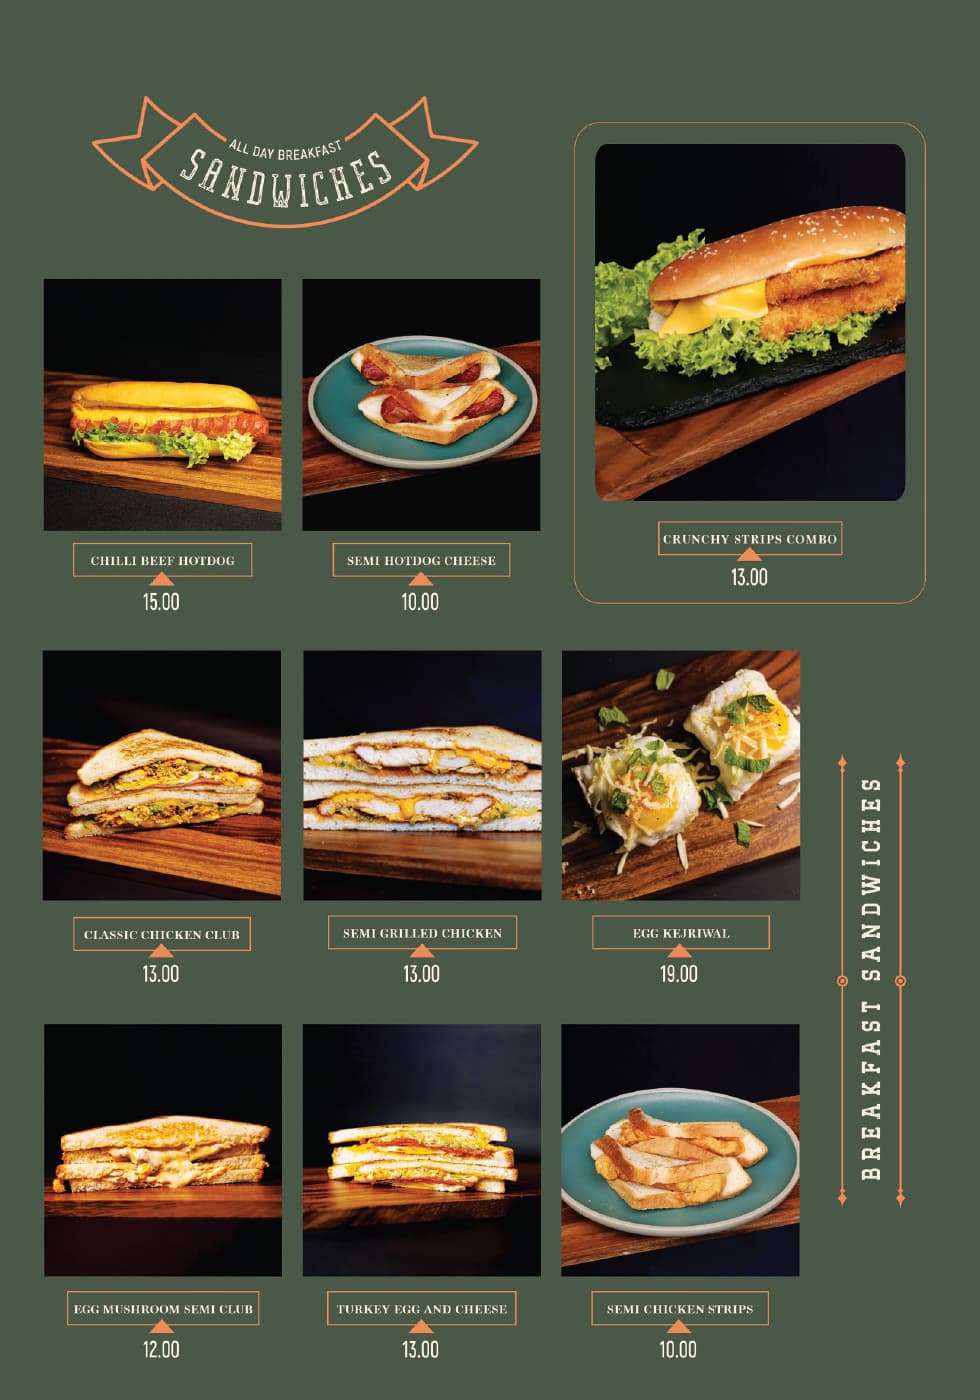 ALL DAY BREAKFAST
SANDWICHES
CHILLI BEEF HOTDOG
15.00
SEMI HOTDOG CHEESE
10.00
CRUNCHY STRIPS COMBO
13.00
CLASSIC CHICKEN CLUB
13.00
SEMI GRILLED CHICKEN
13.00
EGG KEJRIWAL
19.00
BREAKFAST SANDWICHES
EGG MUSHROOM SEMI CLUB
12.00
TURKEY EGG AND CHEESE
13.00
SEMI CHICKEN STRIPS
10.00